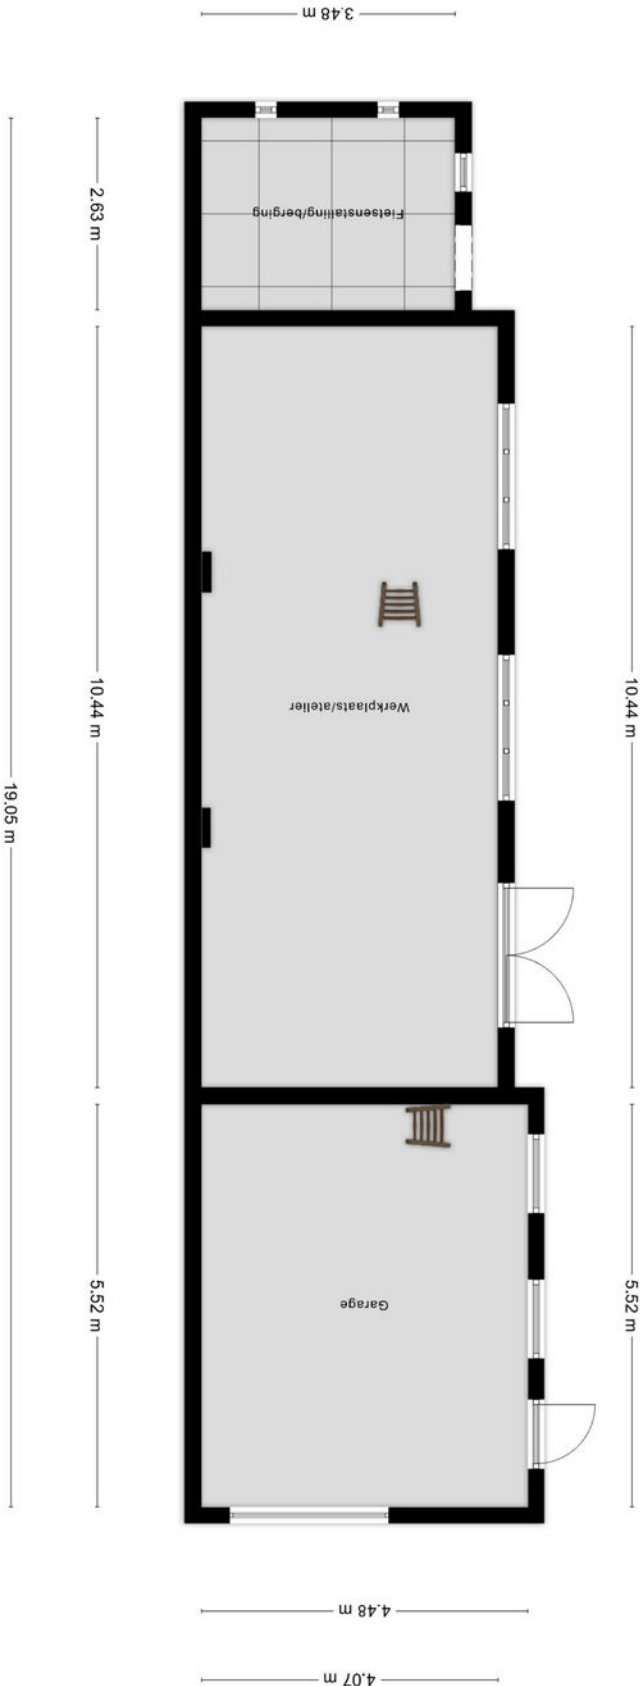 3.48 m
2.63 m
Fietsenstalling/berging
10.44 m
Werkplaats/atelier
10.44 m
19.05 m
5.52 m
Garage
5.52 m
4.48 m
4.07 m